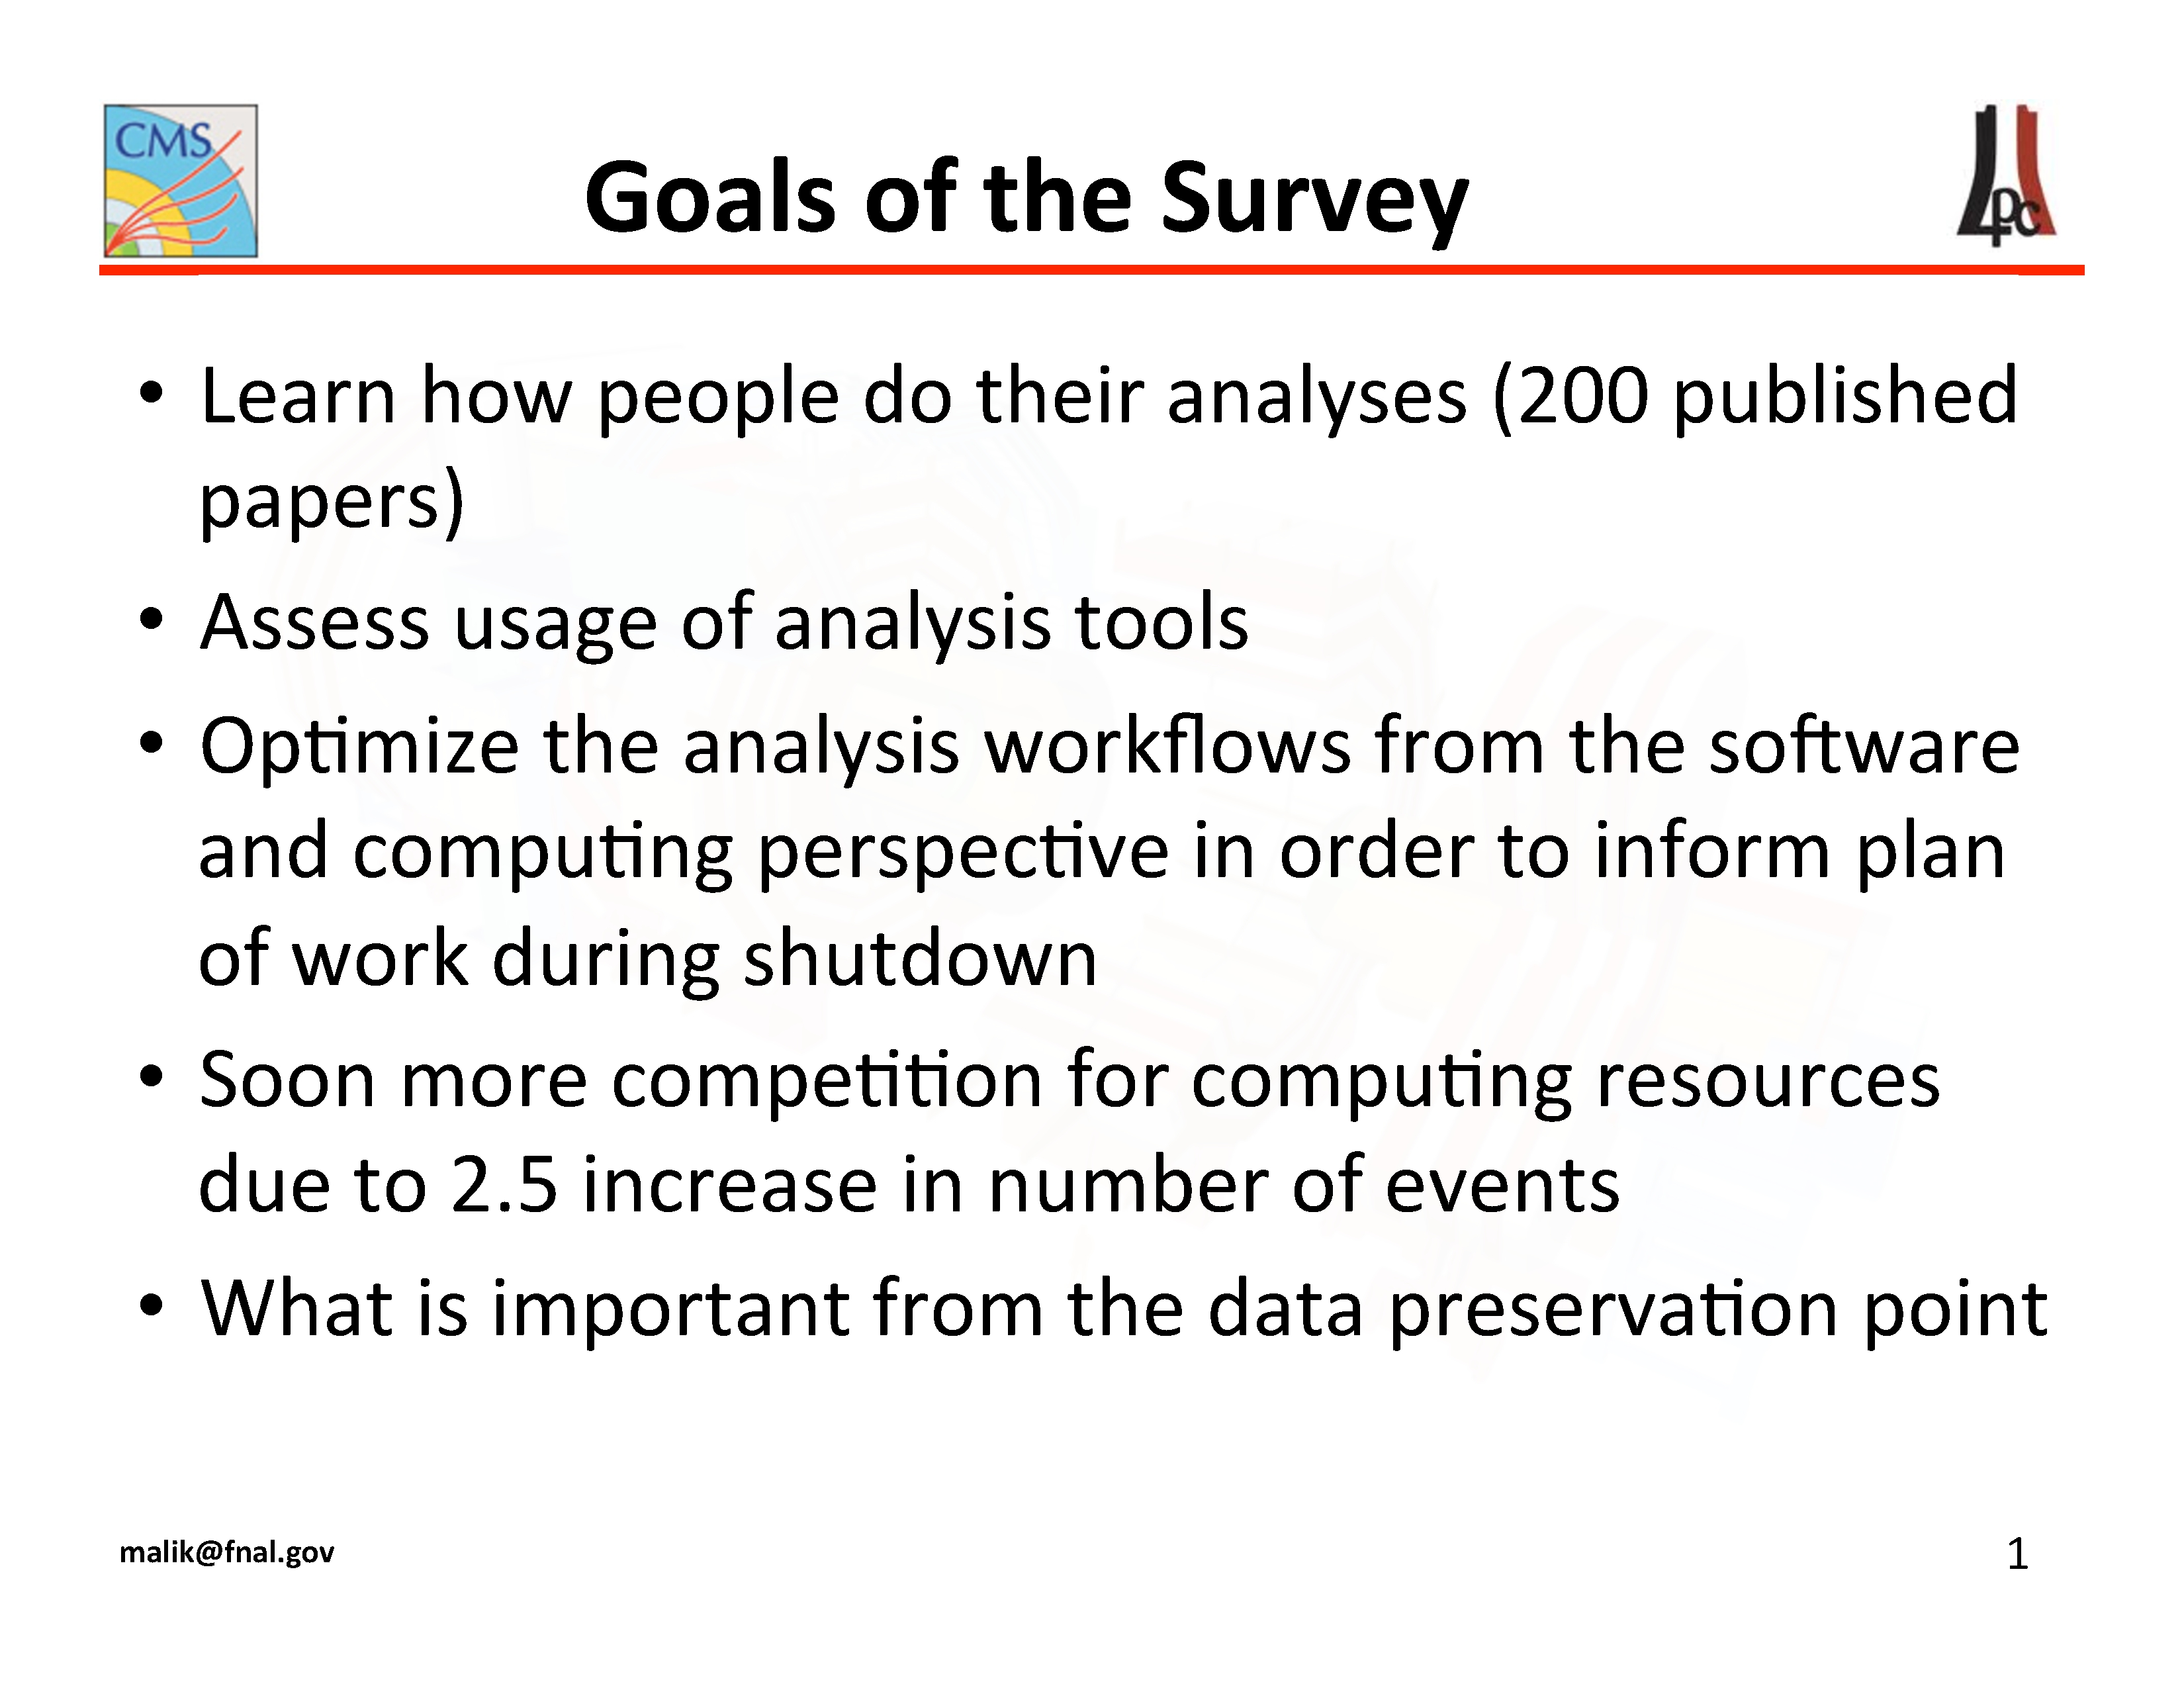 CMS
Goals of the Survey
LPC
• Learn how people do their analyses (200 published
papers)
• Assess usage of analysis tools
• Optimize the analysis workflows from the software
and computing perspective in order to inform plan
of work during shutdown
• Soon more competition for computing resources
due to 2.5 increase in number of events
• What is important from the data preservation point
malik@fnal.gov
1